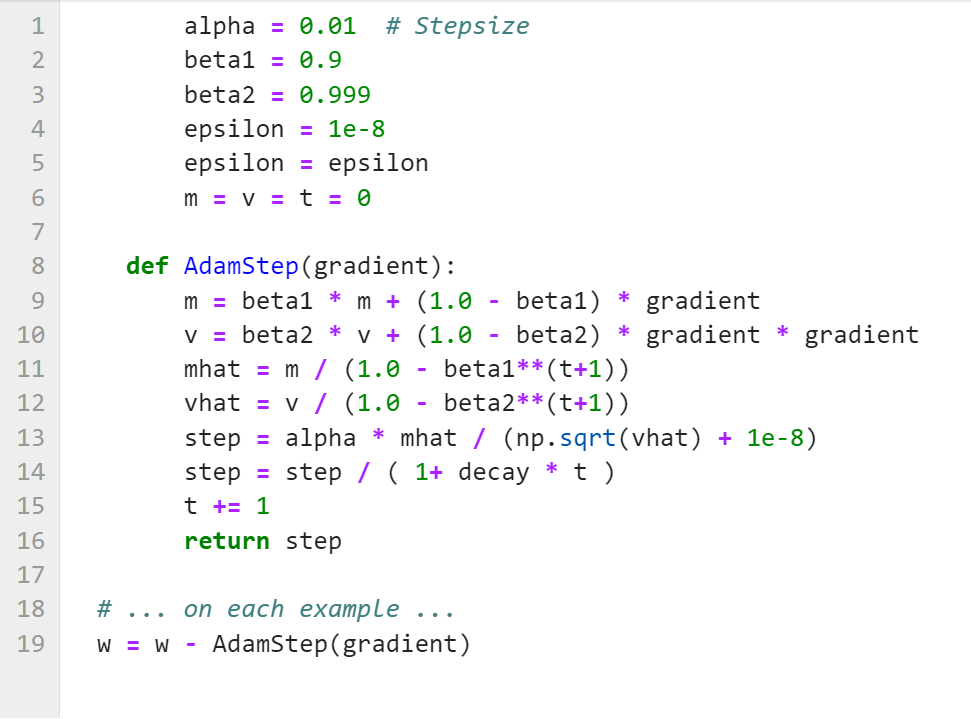 1 alpha = 0.01 # Stepsize
2 beta1 = 0.9
3 beta2 = 0.999
4 epsilon = 1e-8
5 epsilon = epsilon
6 m = v = t = 0
7
8 def AdamStep(gradient):
9 m = beta1 * m + (1.0 - beta1) * gradient
10 v = beta2 * v + (1.0 - beta2) * gradient * gradient
11 mhat = m / (1.0 - beta1**(t+1))
12 vhat = v / (1.0 - beta2**(t+1))
13 step = alpha * mhat / (np.sqrt(vhat) + 1e-8)
14 step = step / ( 1+ decay * t )
15 t += 1
16 return step
17
18 # ... on each example ...
19 w = w - AdamStep(gradient)